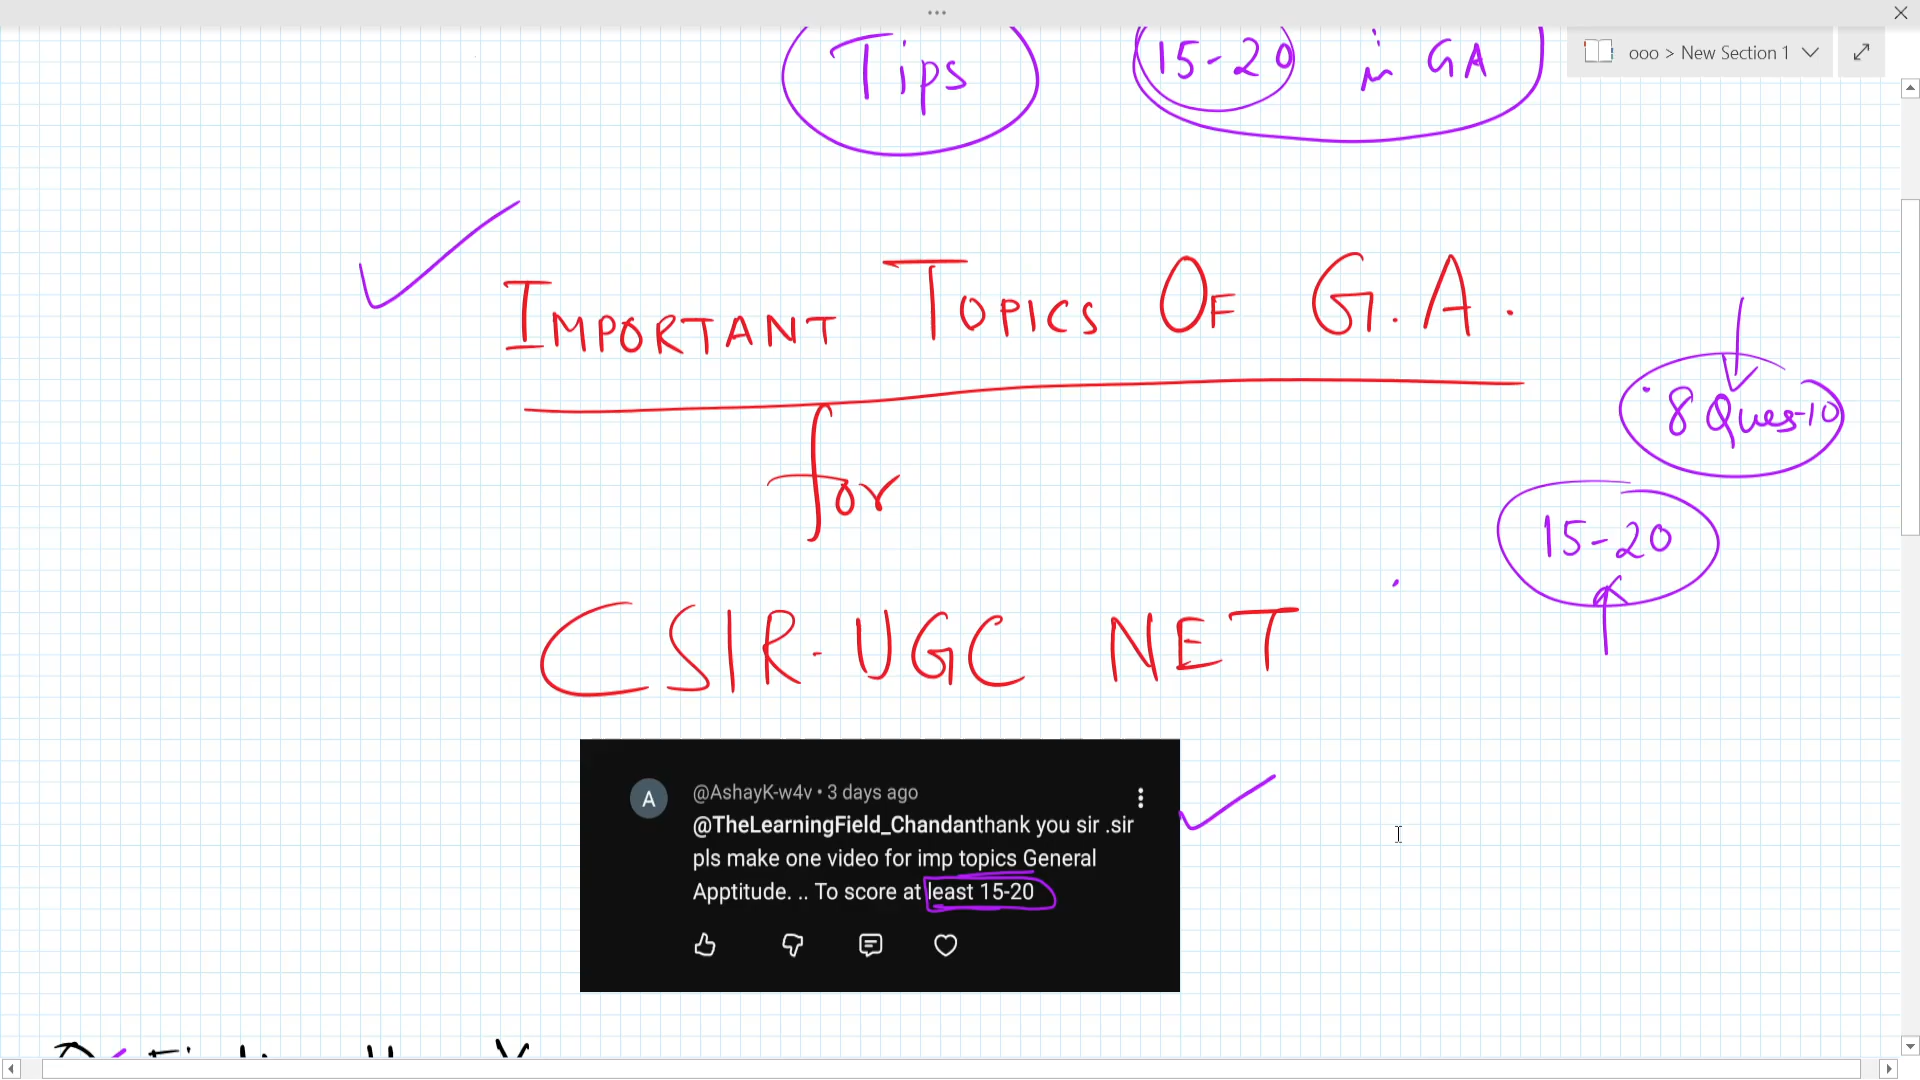 ooo > New Section 1
Tips
15-20 in GA
IMPORTANT TOPICS OF G.A.
8 Ques-10
for
15-20
CSIR-UGC NET
A
@AshayK-w4v • 3 days ago
@TheLearningField_Chandanthank you sir .sir
pls make one video for imp topics General
Apptitude. .. To score at least 15-20